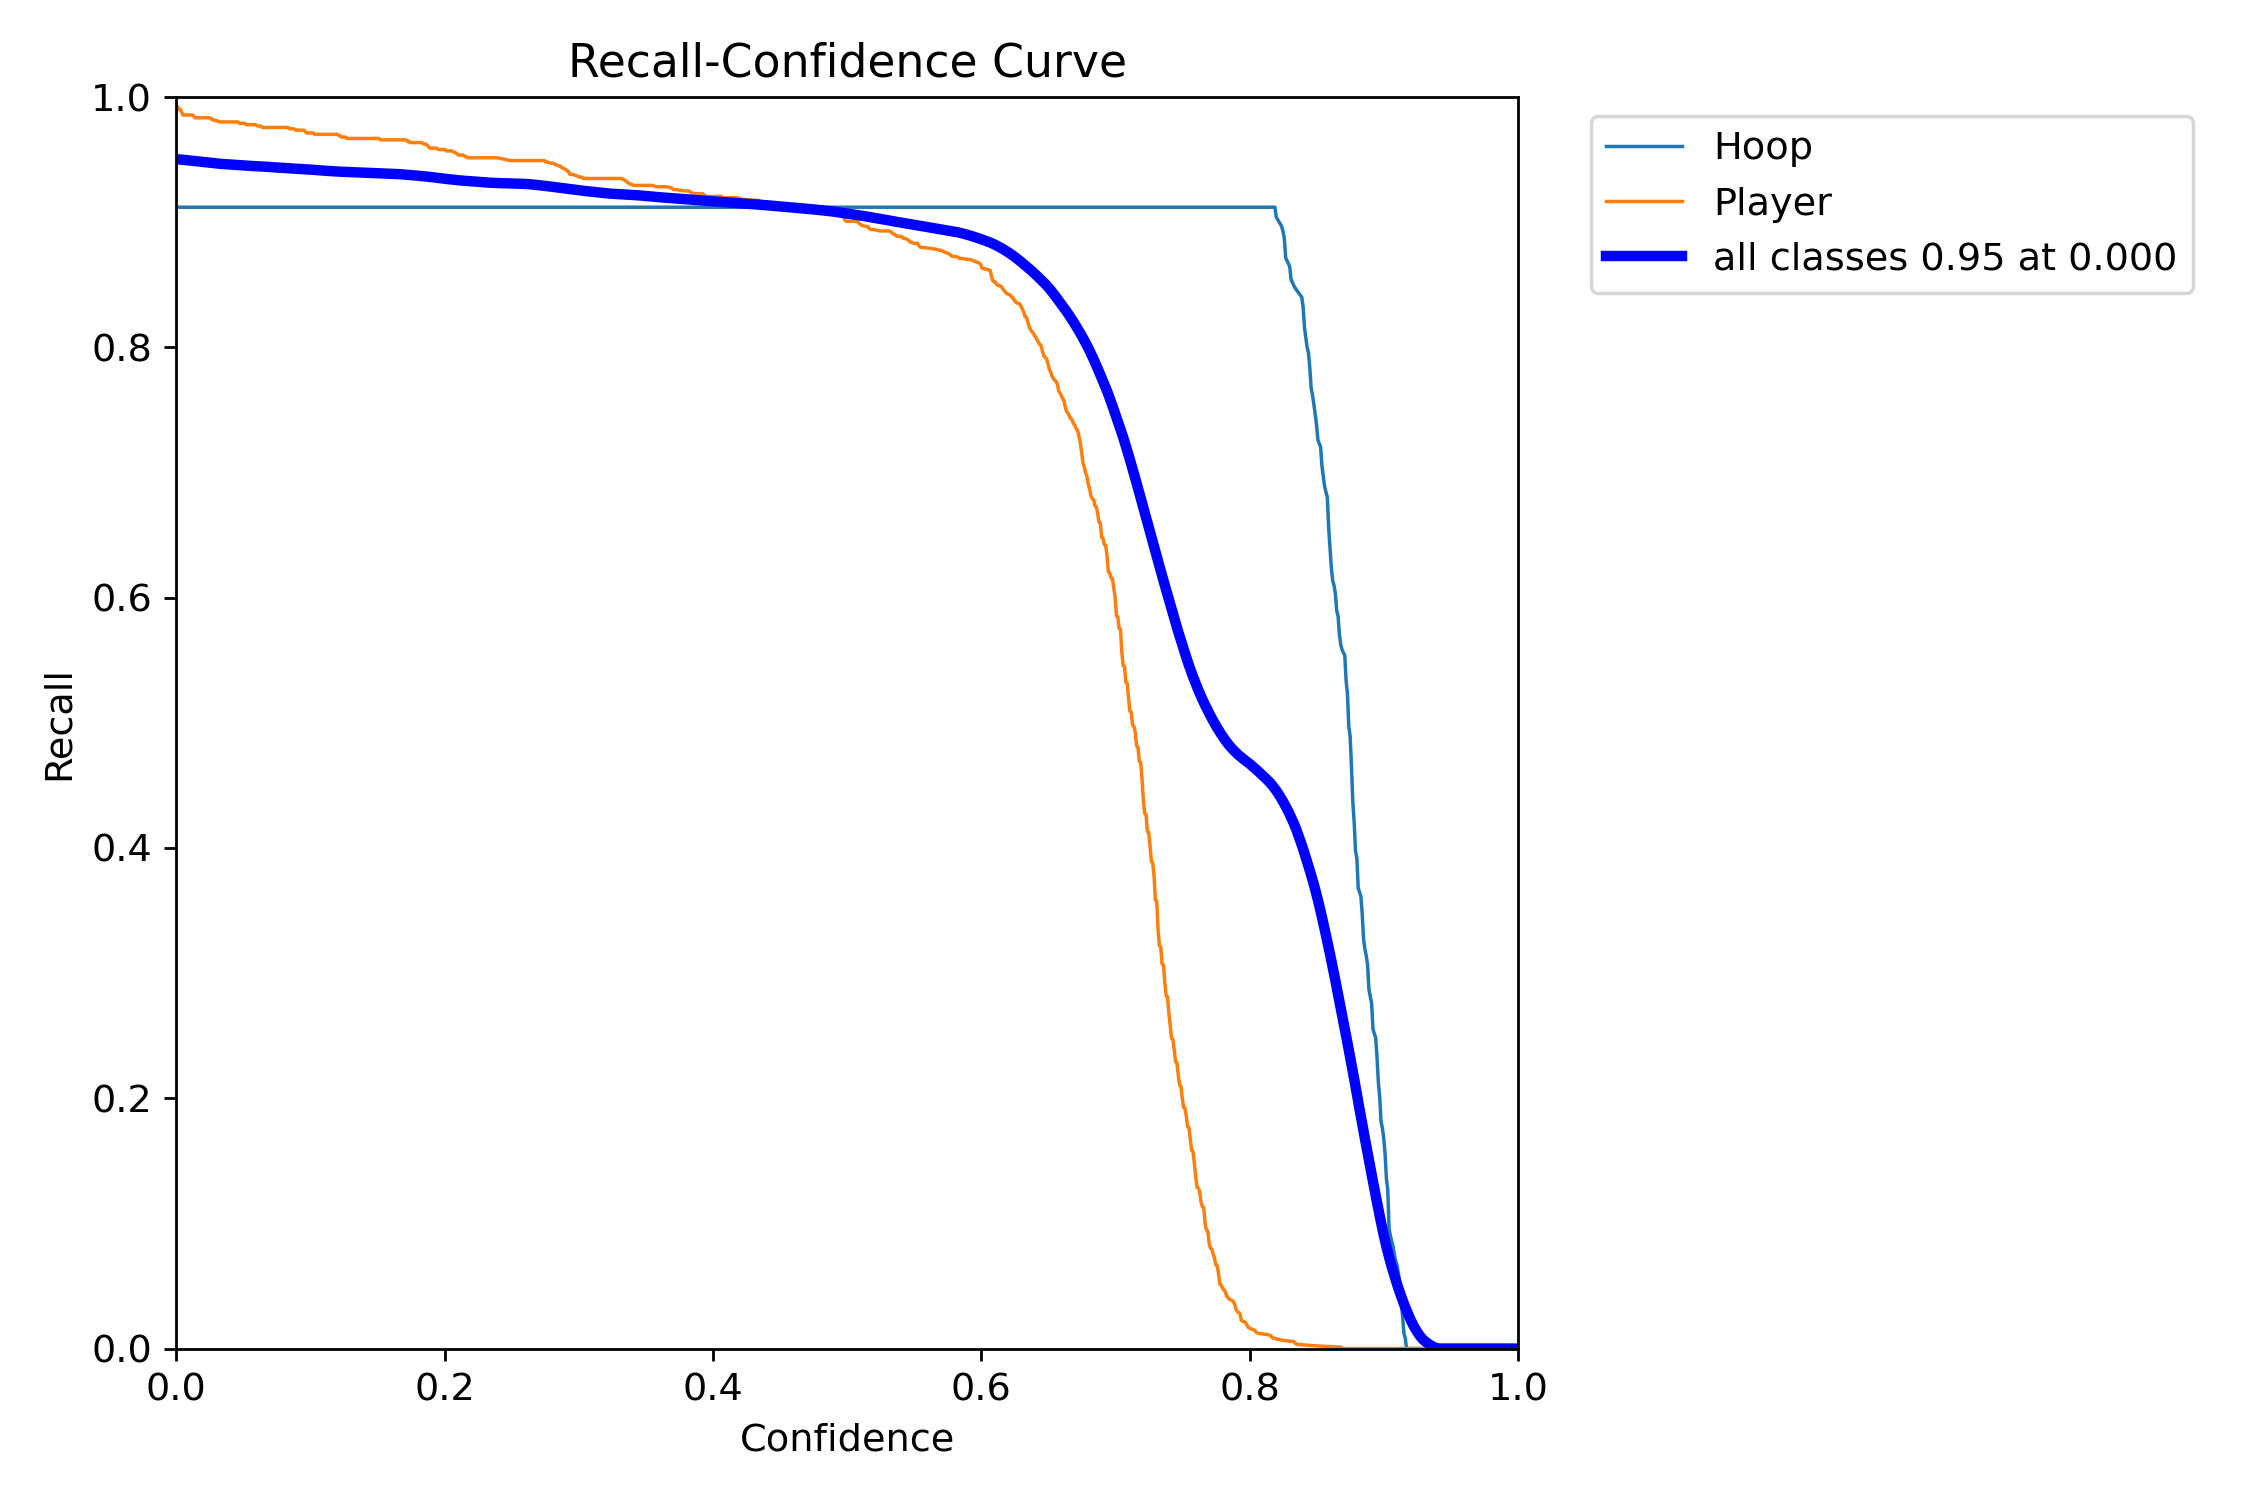 Recall-Confidence Curve
1.0
0.8
0.6
0.4
0.2
0.0
Recall
0.0 0.2 0.4 0.6 0.8 1.0
Confidence
Hoop
Player
all classes 0.95 at 0.000